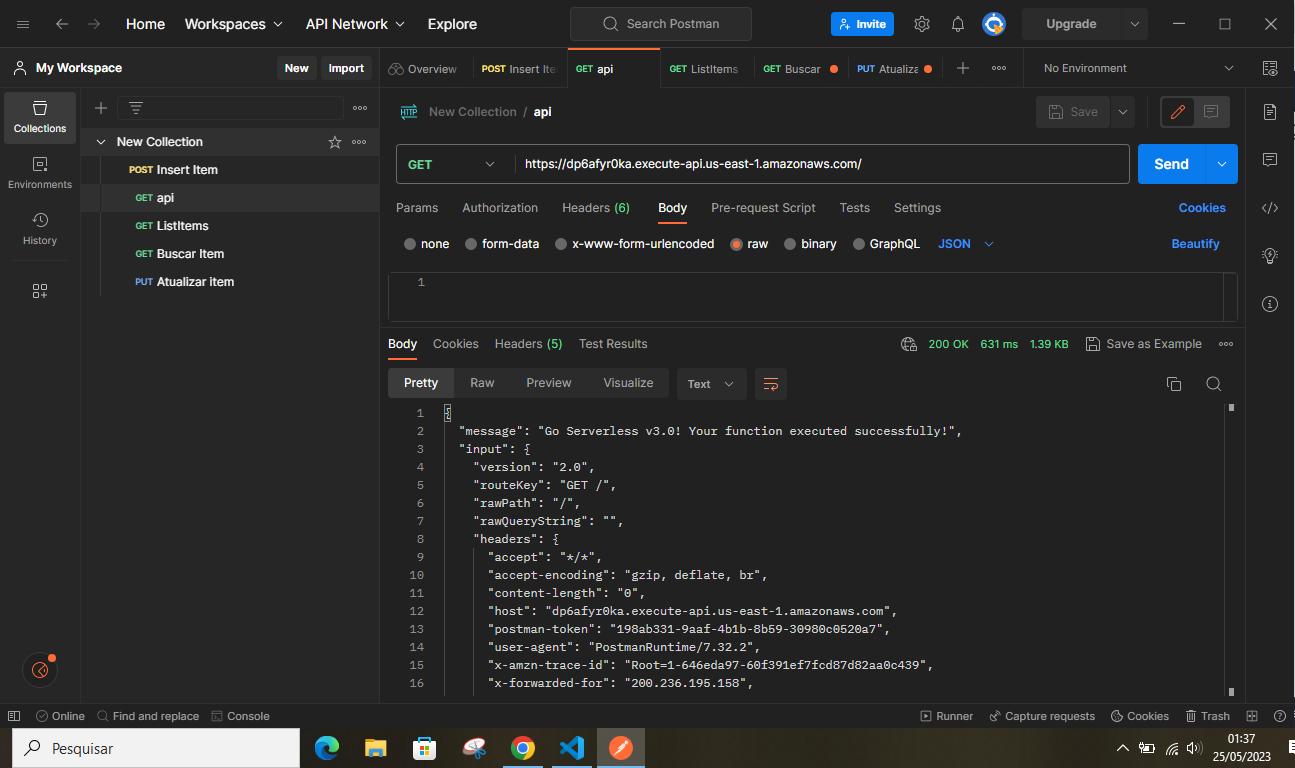 Home Workspaces API Network Explore Search Postman Invite Upgrade
My Workspace New Import Overview POST Insert Ite GET api GET ListItems GET Buscar PUT Atualiza No Environment
Collections
Environments
History
New Collection
POST Insert Item
GET api
GET ListItems
GET Buscar Item
PUT Atualizar item
HTTP New Collection / api Save
GET https://dp6afyr0ka.execute-api.us-east-1.amazonaws.com/ Send
Params Authorization Headers (6) Body Pre-request Script Tests Settings Cookies
none form-data x-www-form-urlencoded raw binary GraphQL JSON Beautify
1
Body Cookies Headers (5) Test Results 200 OK 631 ms 1.39 KB Save as Example
Pretty Raw Preview Visualize Text
1 {
2 "message": "Go Serverless v3.0! Your function executed successfully!",
3 "input": {
4 "version": "2.0",
5 "routeKey": "GET /",
6 "rawPath": "/",
7 "rawQueryString": "",
8 "headers": {
9 "accept": "*/*",
10 "accept-encoding": "gzip, deflate, br",
11 "content-length": "0",
12 "host": "dp6afyr0ka.execute-api.us-east-1.amazonaws.com",
13 "postman-token": "198ab331-9aaf-4b1b-8b59-30980c0520a7",
14 "user-agent": "PostmanRuntime/7.32.2",
15 "x-amzn-trace-id": "Root=1-646eda97-60f391ef7fcd87d82aa0c439",
16 "x-forwarded-for": "200.236.195.158",
Online Find and replace Console Runner Capture requests Cookies Trash
Pesquisar
01:37
25/05/2023